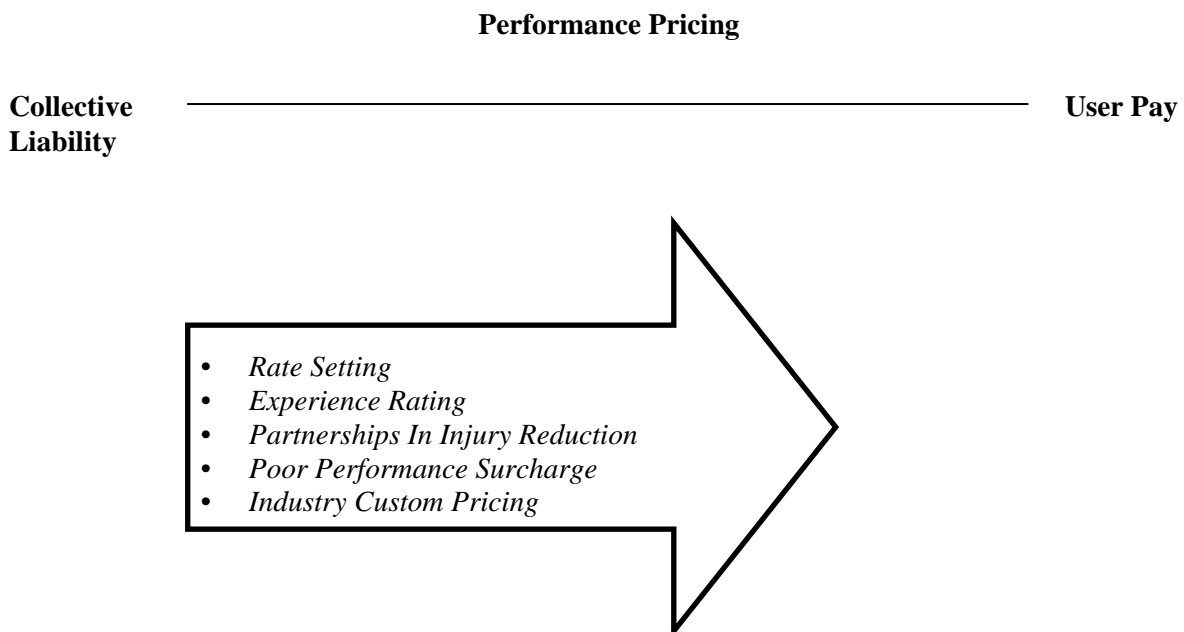 Performance Pricing
Collective
Liability
User Pay
• Rate Setting
• Experience Rating
• Partnerships In Injury Reduction
• Poor Performance Surcharge
• Industry Custom Pricing